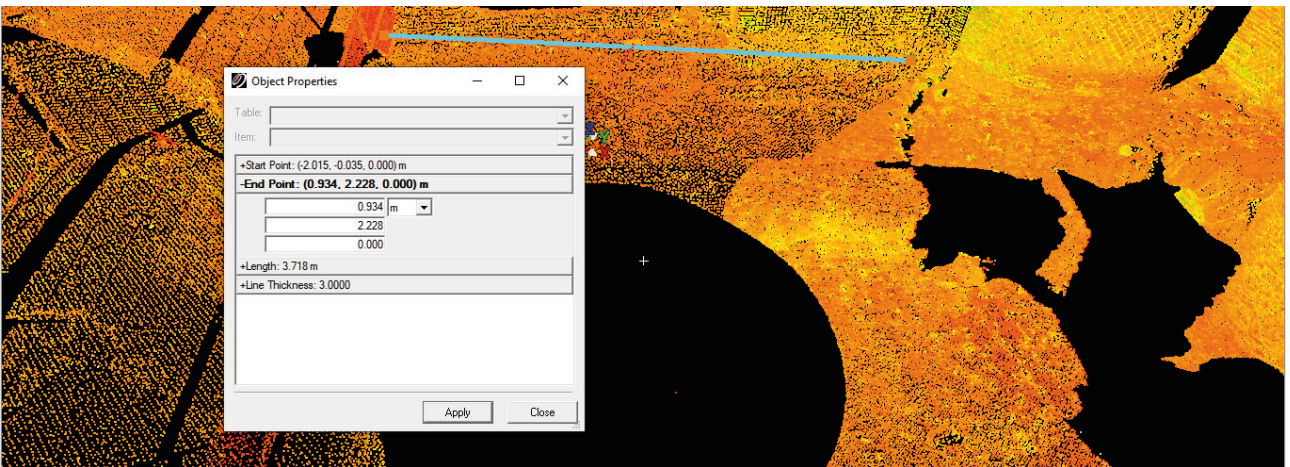 Object Properties
Table:
Item:
+Start Point: (-2.015, -0.035, 0.000) m
-End Point: (0.934, 2.228, 0.000) m
0.934 m
2.228
0.000
+Length: 3.718 m
+Line Thickness: 3.0000
Apply Close